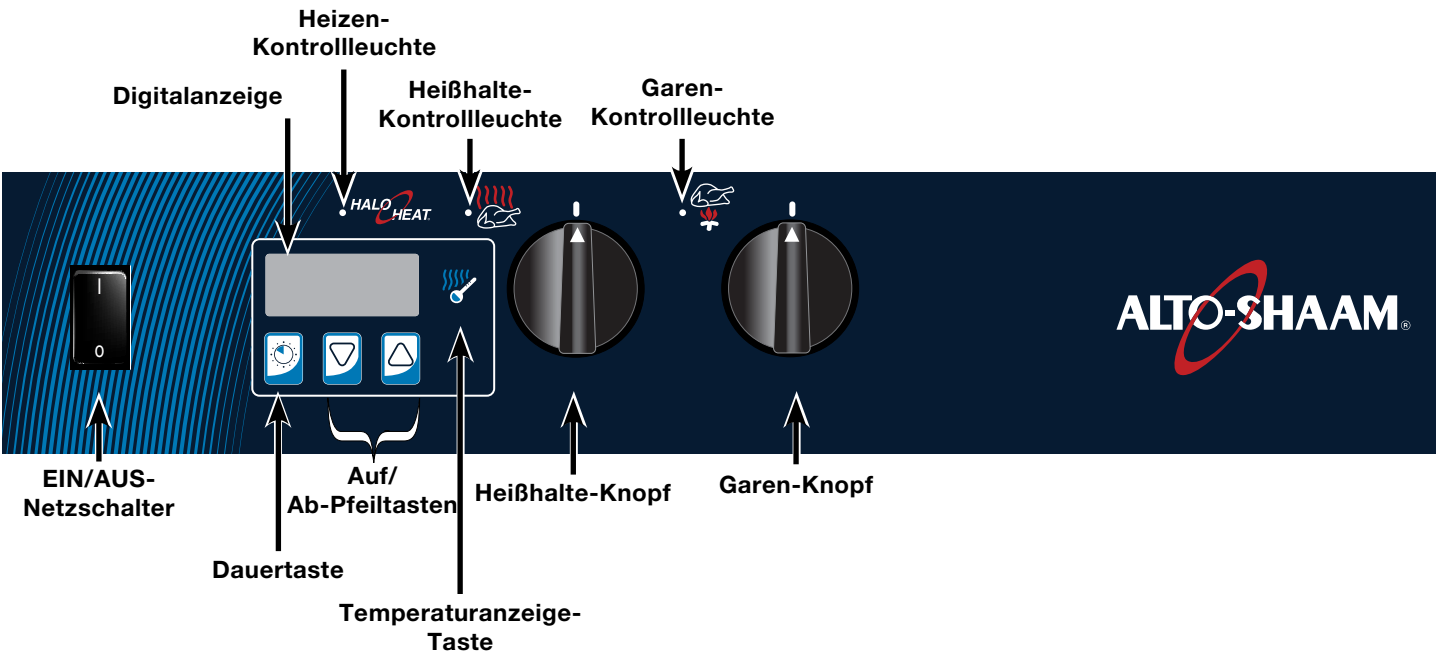 Heizen-
Kontrollleuchte
Digitalanzeige
Heißhalte-
Kontrollleuchte
Garen-
Kontrollleuchte
HALO
HEAT
ALTO-SHAAM®
I
0
EIN/AUS-
Netzschalter
Auf/
Ab-Pfeiltasten
Heißhalte-Knopf
Garen-Knopf
Dauertaste
Temperaturanzeige-
Taste